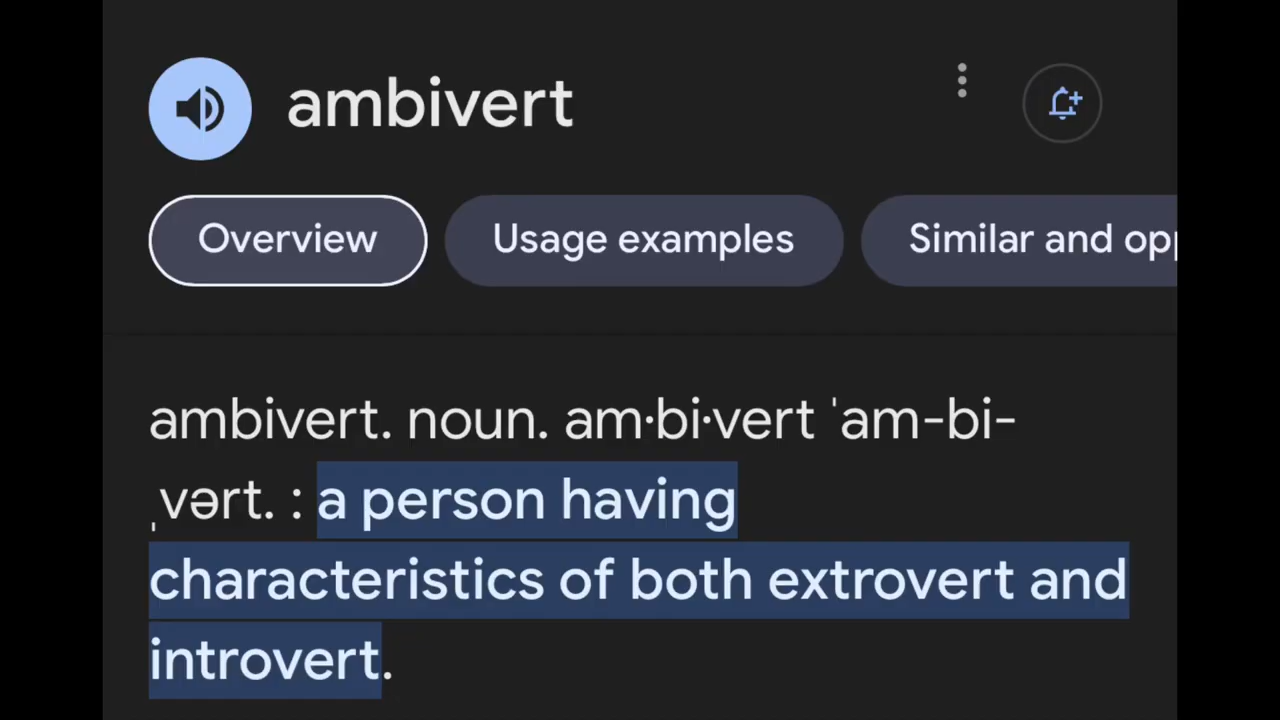 ambivert
Overview Usage examples Similar and opp
ambivert. noun. am·bi·vert ˈam-bi-
ˌvərt. : a person having
characteristics of both extrovert and
introvert.